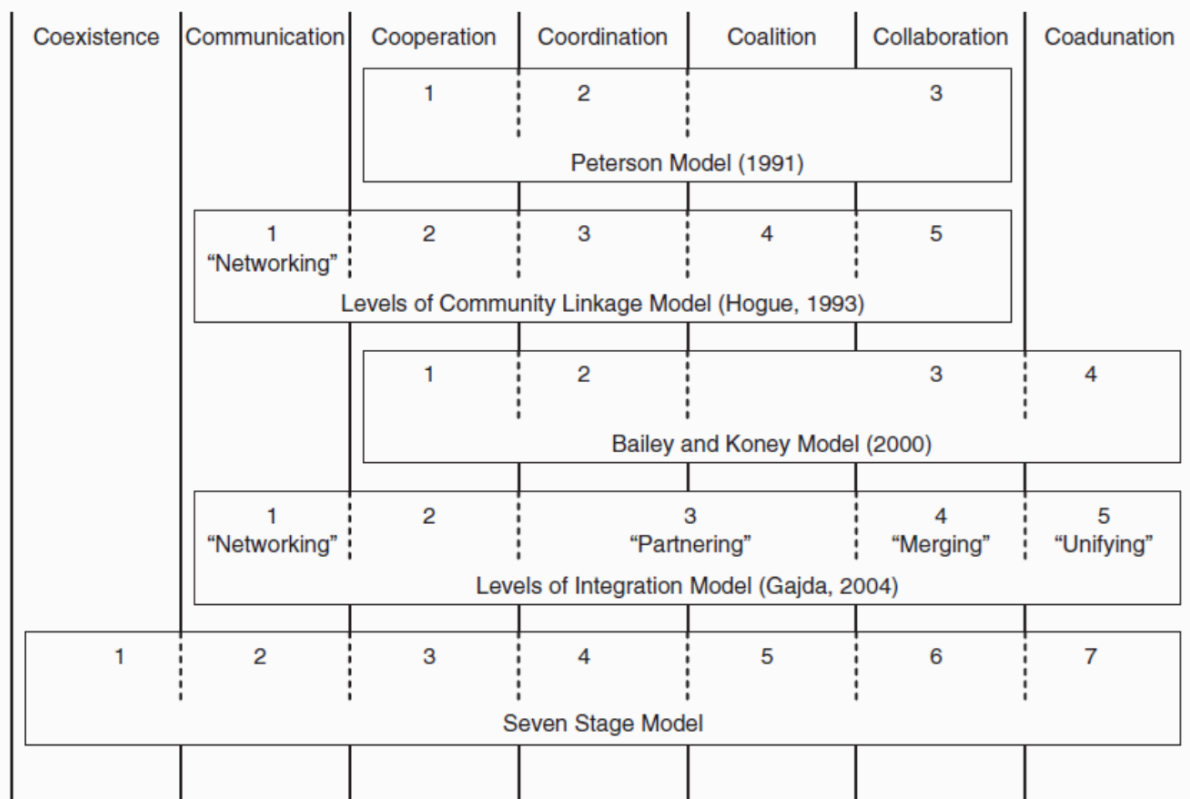 Coexistence Communication Cooperation Coordination Coalition Collaboration Coadunation
1 2 3
Peterson Model (1991)
1 2 3 4 5
“Networking”
Levels of Community Linkage Model (Hogue, 1993)
1 2 3 4
Bailey and Koney Model (2000)
1 2 3 4 5
“Networking” “Partnering” “Merging” “Unifying”
Levels of Integration Model (Gajda, 2004)
1 2 3 4 5 6 7
Seven Stage Model